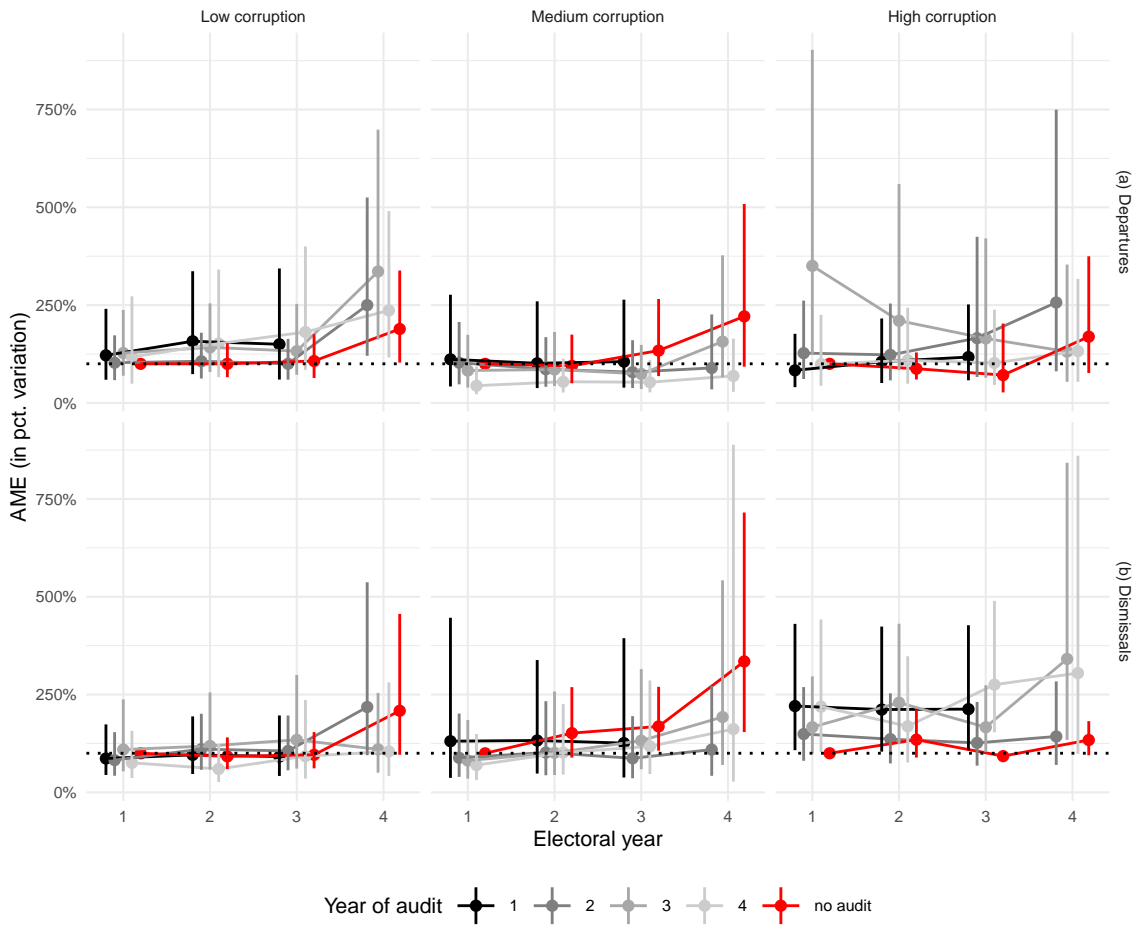 Low corruption Medium corruption High corruption
750%
500%
250%
0%
(a) Departures
AME (in pct. variation)
750%
500%
250%
0%
(b) Dismissals
1 2 3 4 1 2 3 4 1 2 3 4
Electoral year
Year of audit 1 2 3 4 no audit